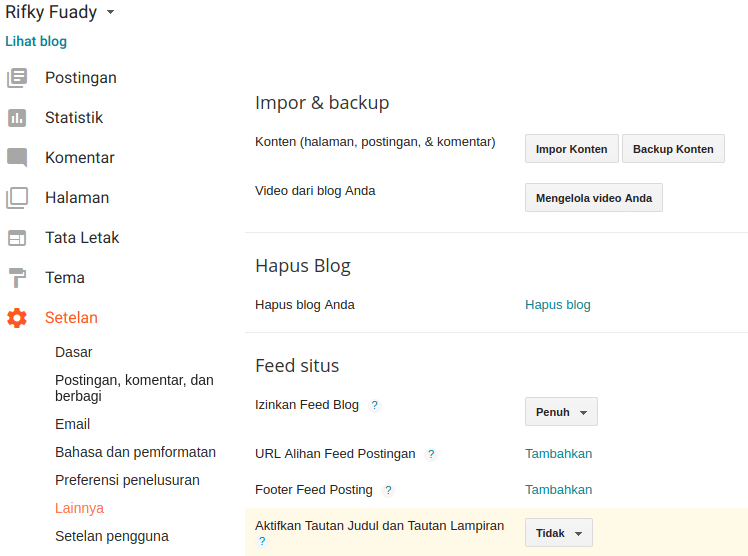 Rifky Fuady
Lihat blog
Postingan
Statistik
Komentar
Halaman
Tata Letak
Tema
Setelan
Dasar
Postingan, komentar, dan
berbagi
Email
Bahasa dan pemformatan
Preferensi penelusuran
Lainnya
Setelan pengguna
Impor & backup
Konten (halaman, postingan, & komentar) Impor Konten Backup Konten
Video dari blog Anda Mengelola video Anda
Hapus Blog
Hapus blog Anda Hapus blog
Feed situs
Izinkan Feed Blog ? Penuh
URL Alihan Feed Postingan ? Tambahkan
Footer Feed Posting ? Tambahkan
Aktifkan Tautan Judul dan Tautan Lampiran Tidak
?